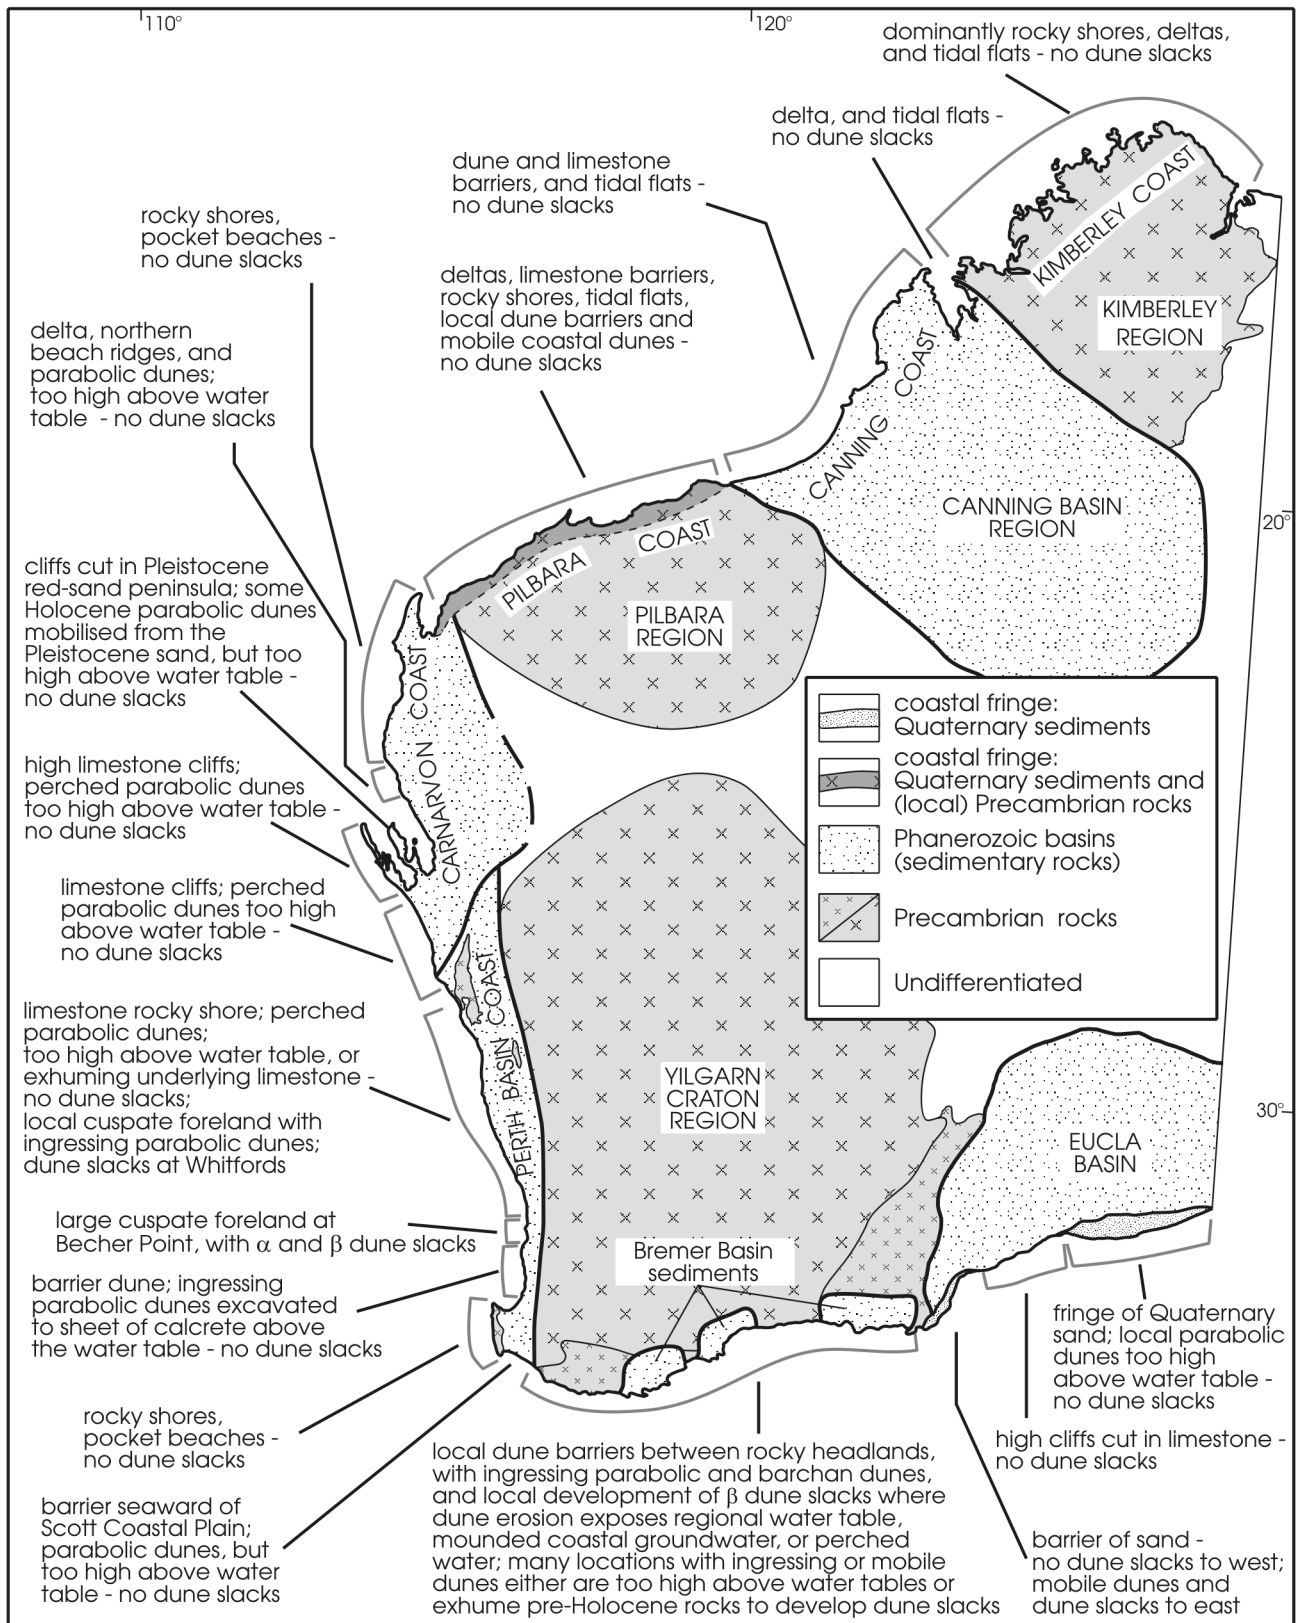 110°
120°
dominantly rocky shores, deltas,
and tidal flats - no dune slacks
delta, and tidal flats -
no dune slacks
dune and limestone
barriers, and tidal flats -
no dune slacks
rocky shores,
pocket beaches -
no dune slacks
deltas, limestone barriers,
rocky shores, tidal flats,
local dune barriers and
mobile coastal dunes -
no dune slacks
delta, northern
beach ridges, and
parabolic dunes;
too high above water
table - no dune slacks
KIMBERLEY COAST
KIMBERLEY
REGION
CANNING COAST
CANNING BASIN
REGION
20°
PILBARA COAST
PILBARA
REGION
cliffs cut in Pleistocene
red-sand peninsula; some
Holocene parabolic dunes
mobilised from the
Pleistocene sand, but too
high above water table -
no dune slacks
CARNARVON COAST
coastal fringe:
Quaternary sediments
coastal fringe:
Quaternary sediments and
(local) Precambrian rocks
Phanerozoic basins
(sedimentary rocks)
Precambrian rocks
Undifferentiated
high limestone cliffs;
perched parabolic dunes
too high above water table -
no dune slacks
limestone cliffs; perched
parabolic dunes too high
above water table -
no dune slacks
PERTH BASIN COAST
limestone rocky shore; perched
parabolic dunes;
too high above water table, or
exhuming underlying limestone -
no dune slacks;
local cuspate foreland with
ingressing parabolic dunes;
dune slacks at Whitfords
YILGARN
CRATON
REGION
30°
EUCLA
BASIN
large cuspate foreland at
Becher Point, with α and β dune slacks
Bremer Basin
sediments
barrier dune; ingressing
parabolic dunes excavated
to sheet of calcrete above
the water table - no dune slacks
fringe of Quaternary
sand; local parabolic
dunes too high
above water table -
no dune slacks
rocky shores,
pocket beaches -
no dune slacks
high cliffs cut in limestone -
no dune slacks
local dune barriers between rocky headlands,
with ingressing parabolic and barchan dunes,
and local development of β dune slacks where
dune erosion exposes regional water table,
mounded coastal groundwater, or perched
water; many locations with ingressing or mobile
dunes either are too high above water tables or
exhume pre-Holocene rocks to develop dune slacks
barrier seaward of
Scott Coastal Plain;
parabolic dunes, but
too high above water
table - no dune slacks
barrier of sand -
no dune slacks to west;
mobile dunes and
dune slacks to east